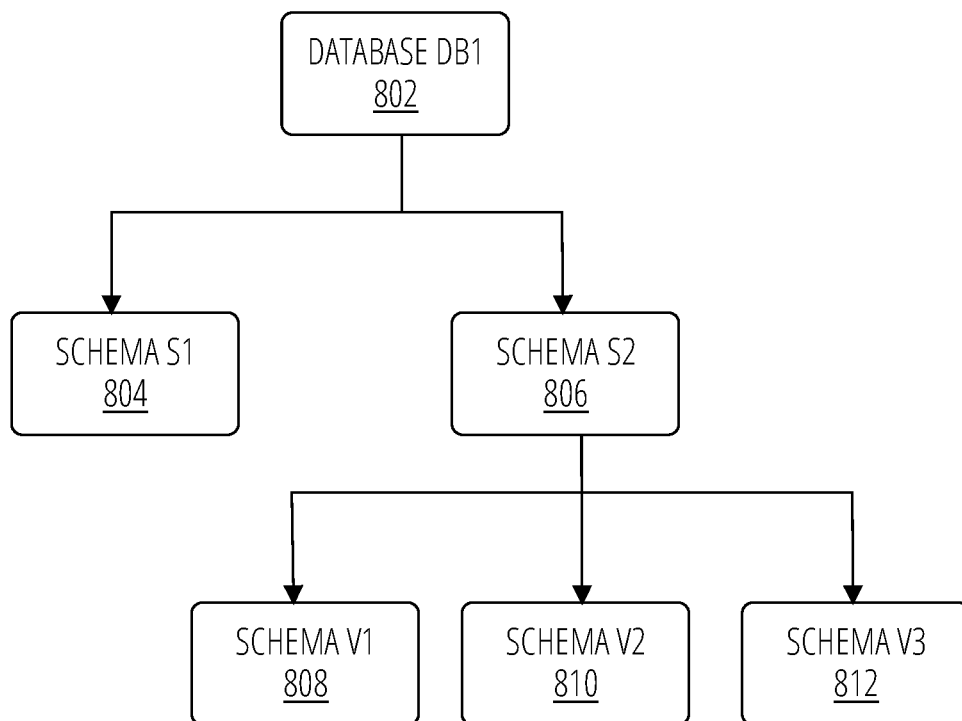 DATABASE DB1
802
SCHEMA S1
804
SCHEMA S2
806
SCHEMA V1
808
SCHEMA V2
810
SCHEMA V3
812